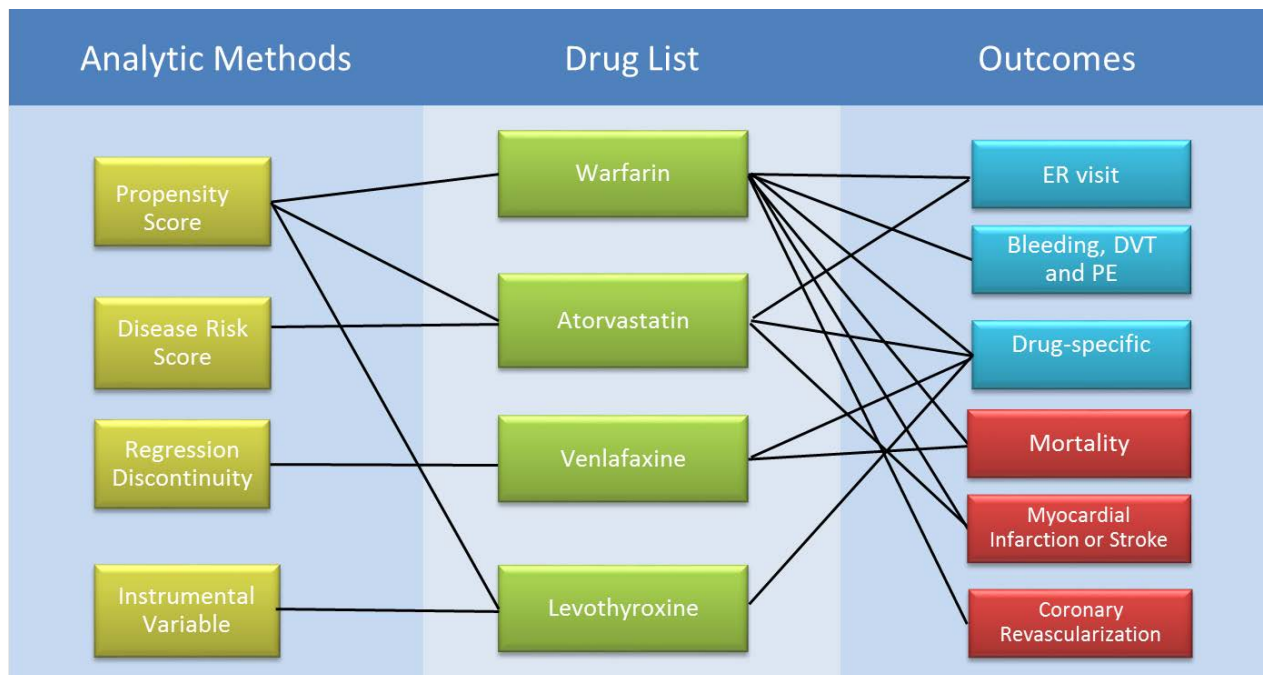 Analytic Methods
Drug List
Outcomes
Propensity
Score
Disease Risk
Score
Regression
Discontinuity
Instrumental
Variable
Warfarin
Atorvastatin
Venlafaxine
Levothyroxine
ER visit
Bleeding, DVT
and PE
Drug-specific
Mortality
Myocardial
Infarction or Stroke
Coronary
Revascularization